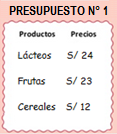 PRESUPUESTO N° 1
Productos Precios
Lácteos S/ 24
Frutas S/ 23
Cereales S/ 12